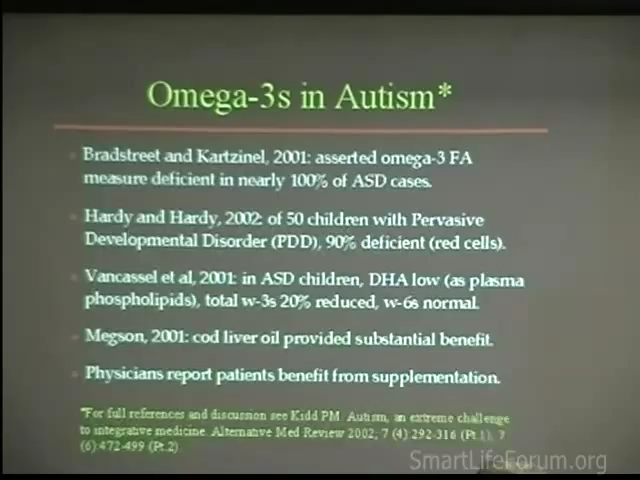 Omega-3s in Autism*
Bradstreet and Kartzinel, 2001: asserted omega-3 FA
measure deficient in nearly 100% of ASD cases.
Hardy and Hardy, 2002: of 50 children with Pervasive
Developmental Disorder (PDD), 90% deficient (red cells).
Vancassel et al, 2001: in ASD children, DHA low (as plasma
phospholipids), total w-3s 20% reduced, w-6s normal.
Megson, 2001: cod liver oil provided substantial benefit.
Physicians report patients benefit from supplementation.
*For full references and discussion see Kidd PM. Autism, an extreme challenge
to integrative medicine. Alternative Med Review 2002; 7 (4):292-316 (Pt.1), 7
(6):472-499 (Pt.2)
SmartLifeForum.org